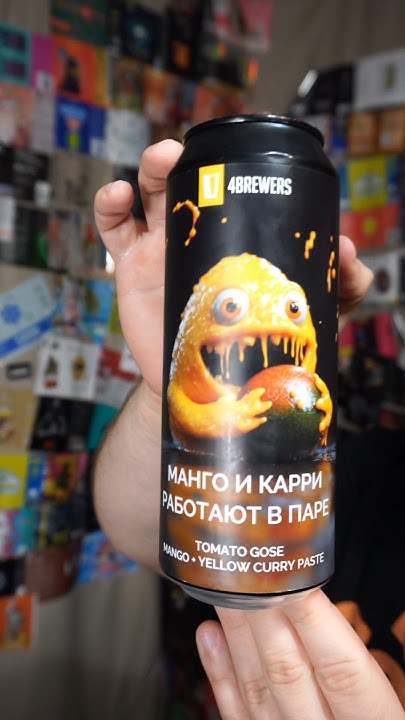 4BREWERS
МАНГО И КАРРИ
РАБОТАЮТ В ПАРЕ
TOMATO GOSE
MANGO + YELLOW CURRY PASTE